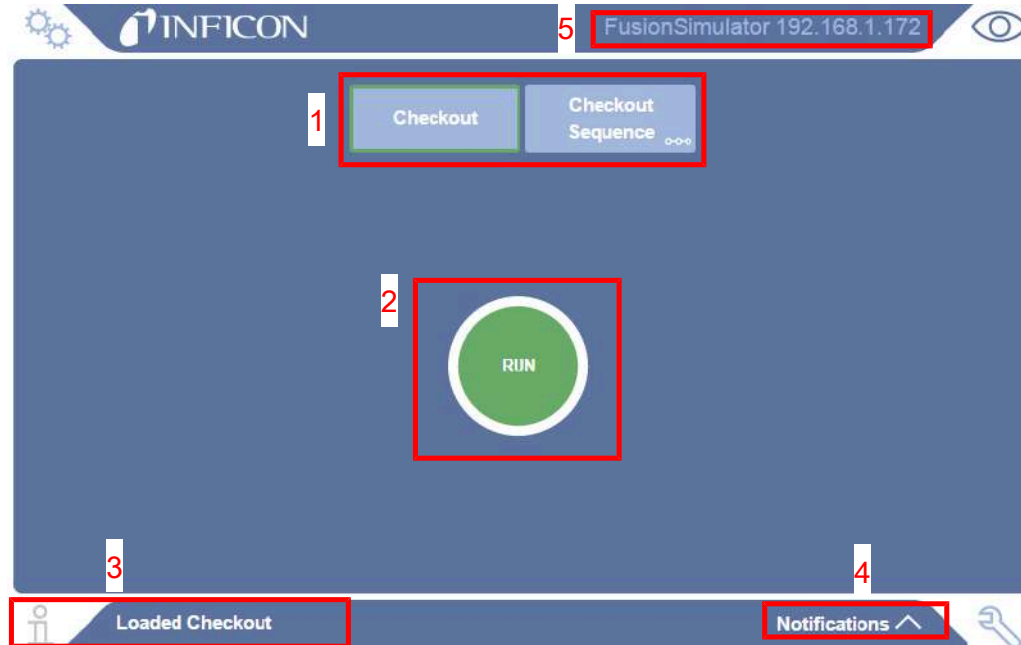 INFICON
5
FusionSimulator 192.168.1.172
1
Checkout
Checkout
Sequence
2
RUN
3
4
Loaded Checkout
Notifications